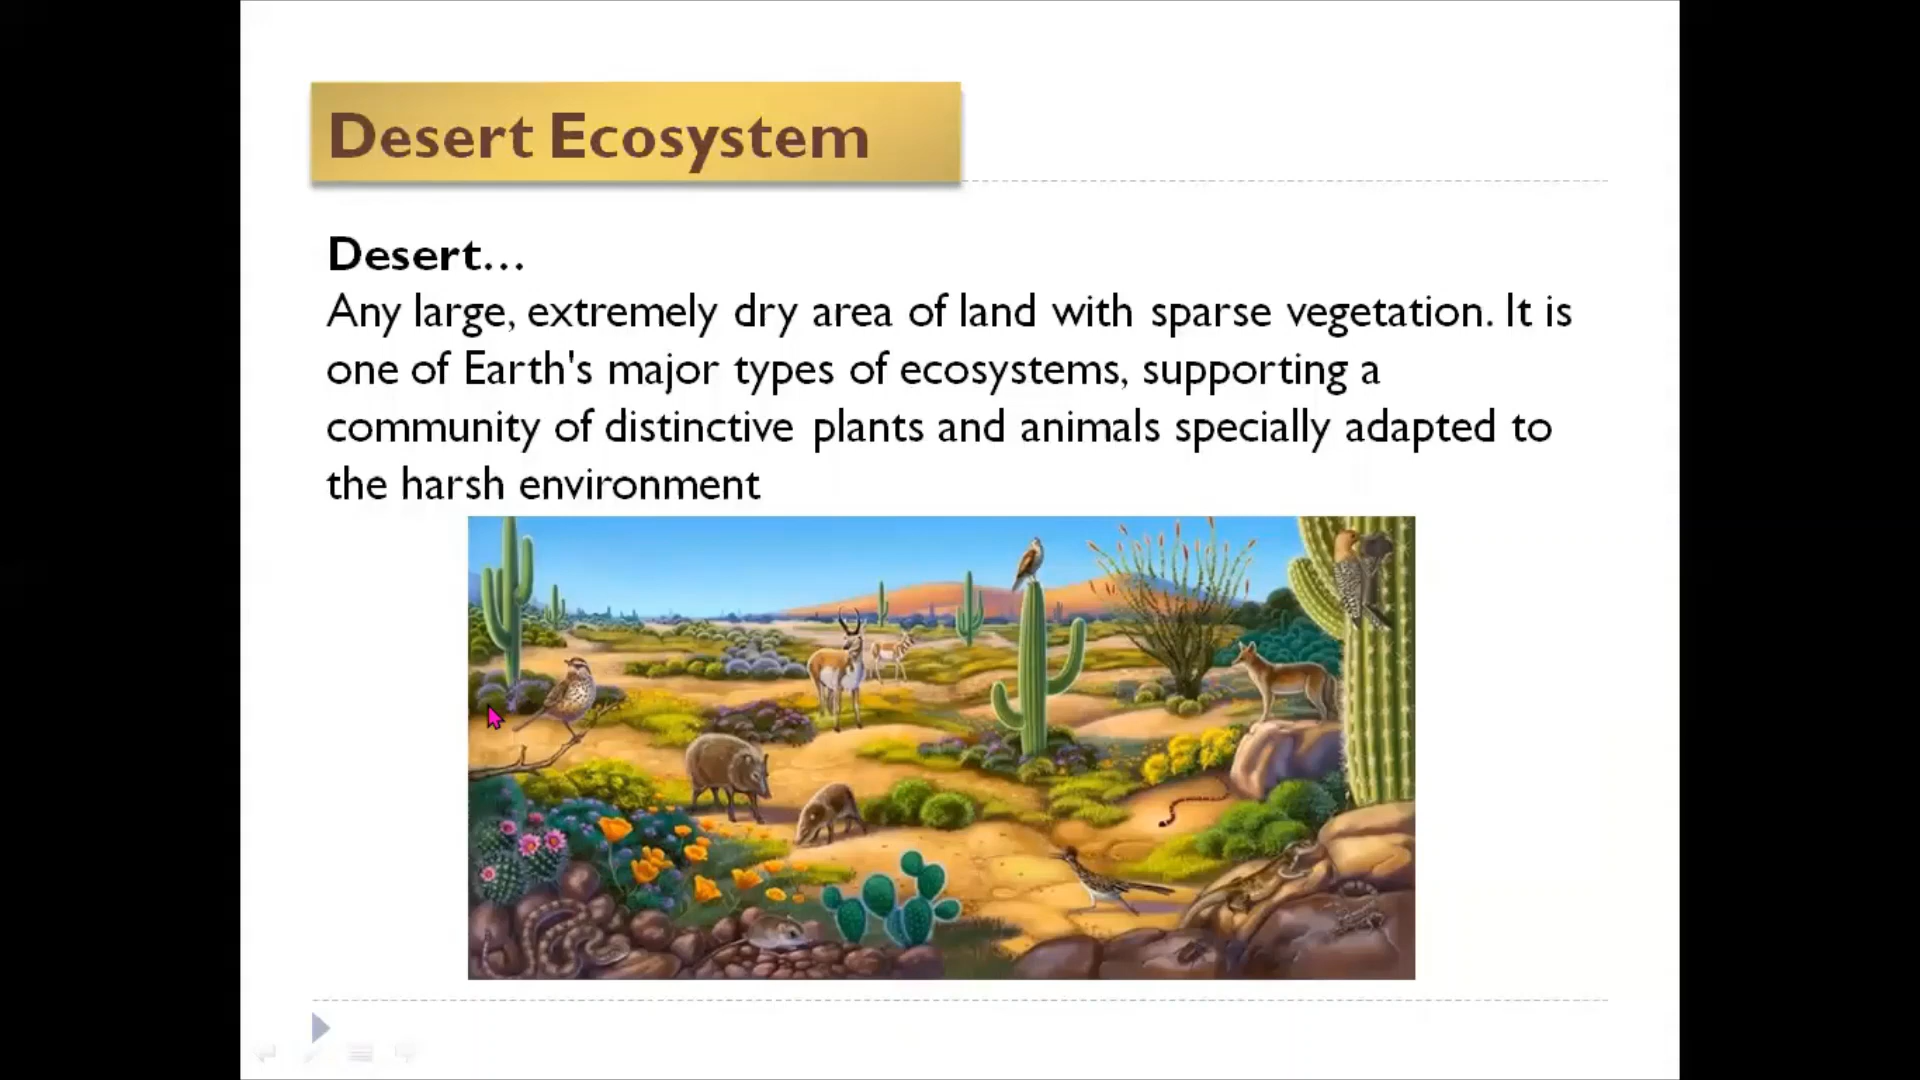 Desert Ecosystem
Desert...
Any large, extremely dry area of land with sparse vegetation. It is
one of Earth's major types of ecosystems, supporting a
community of distinctive plants and animals specially adapted to
the harsh environment